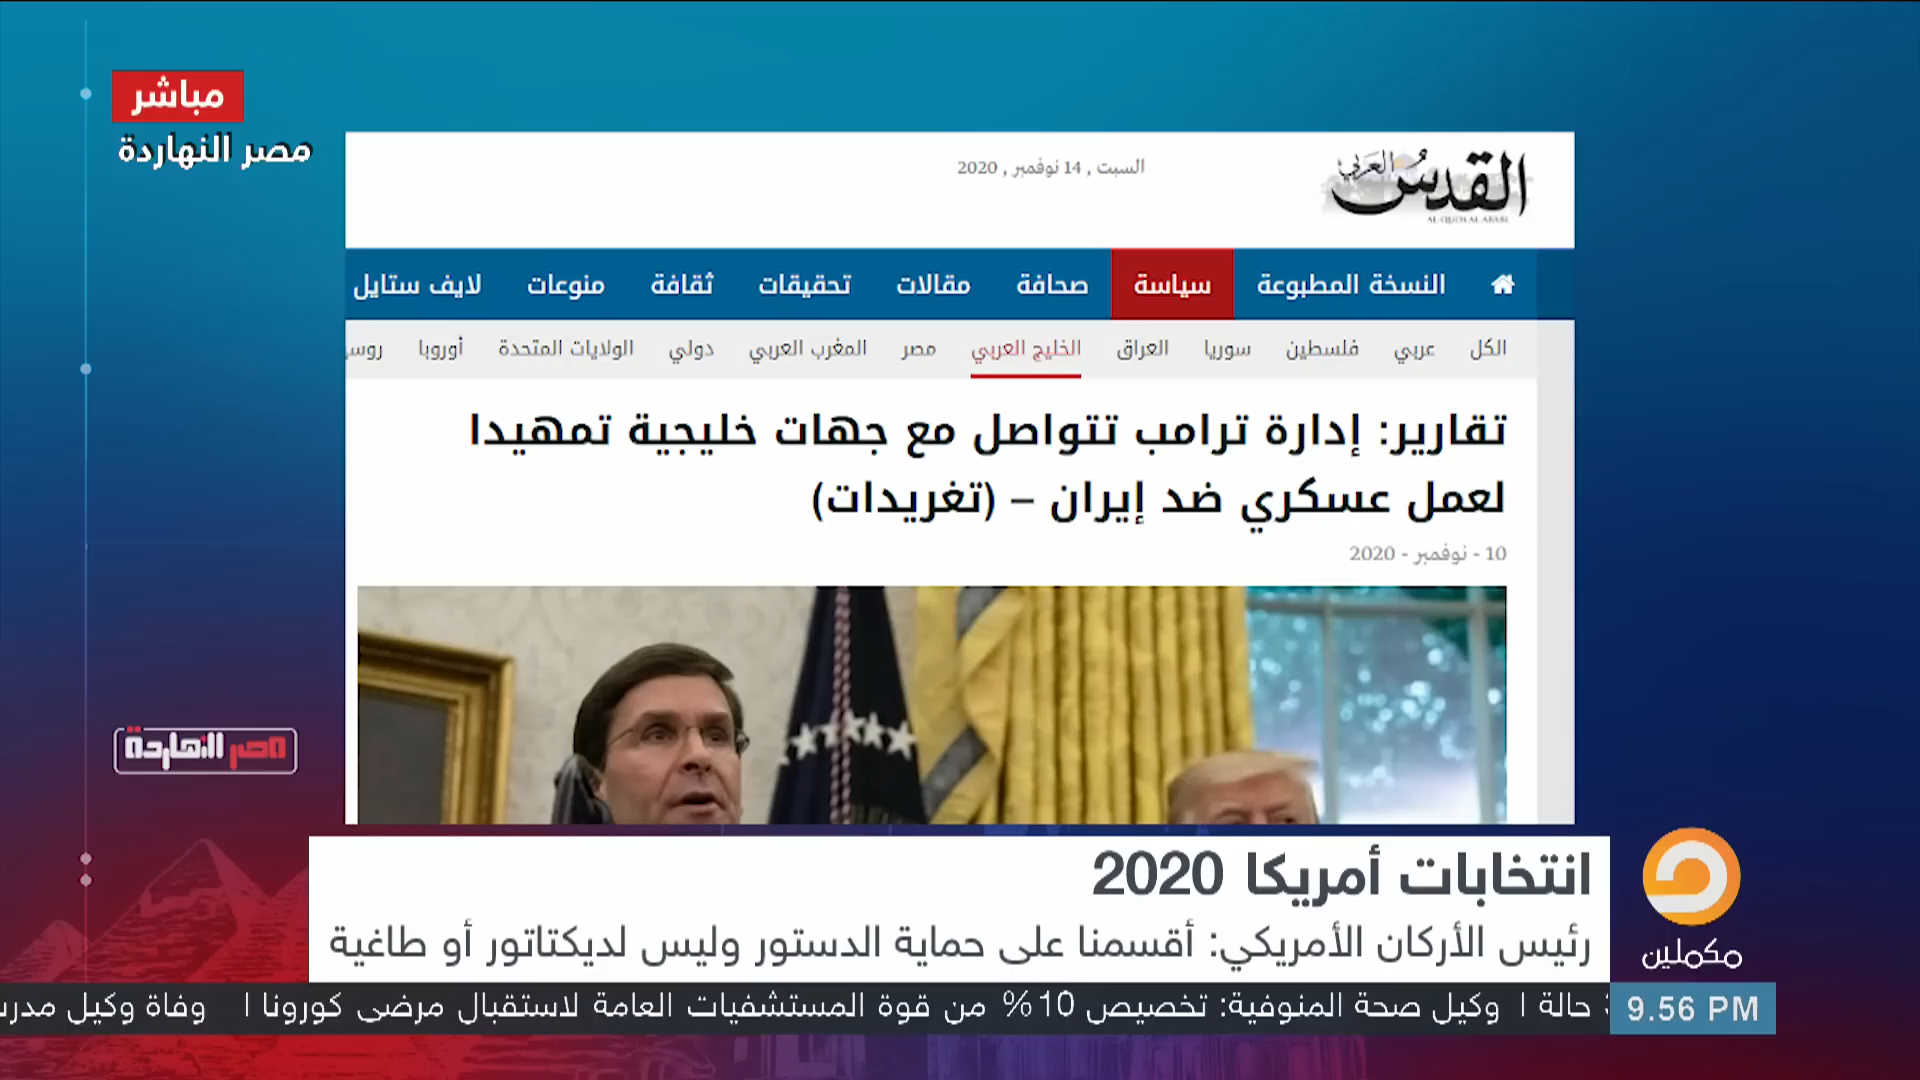 مباشر
مصر النهاردة
السبت , 14 نوفمبر , 2020
القدس العربي
AL-QUDS AL-ARABI
النسخة المطبوعة سياسة صحافة مقالات تحقيقات ثقافة منوعات لايف ستايل
الكل عربي فلسطين سوريا العراق الخليج العربي مصر المغرب العربي دولي الولايات المتحدة أوروبا
تقارير: إدارة ترامب تتواصل مع جهات خليجية تمهيدا
لعمل عسكري ضد إيران – (تغريدات)
10 - نوفمبر - 2020
مصر النهاردة
انتخابات أمريكا 2020
رئيس الأركان الأمريكي: أقسمنا على حماية الدستور وليس لديكتاتور أو طاغية
مكملين
حالة | وكيل صحة المنوفية: تخصيص 10% من قوة المستشفيات العامة لاستقبال مرضى كورونا | وفاة وكيل
9.56 PM